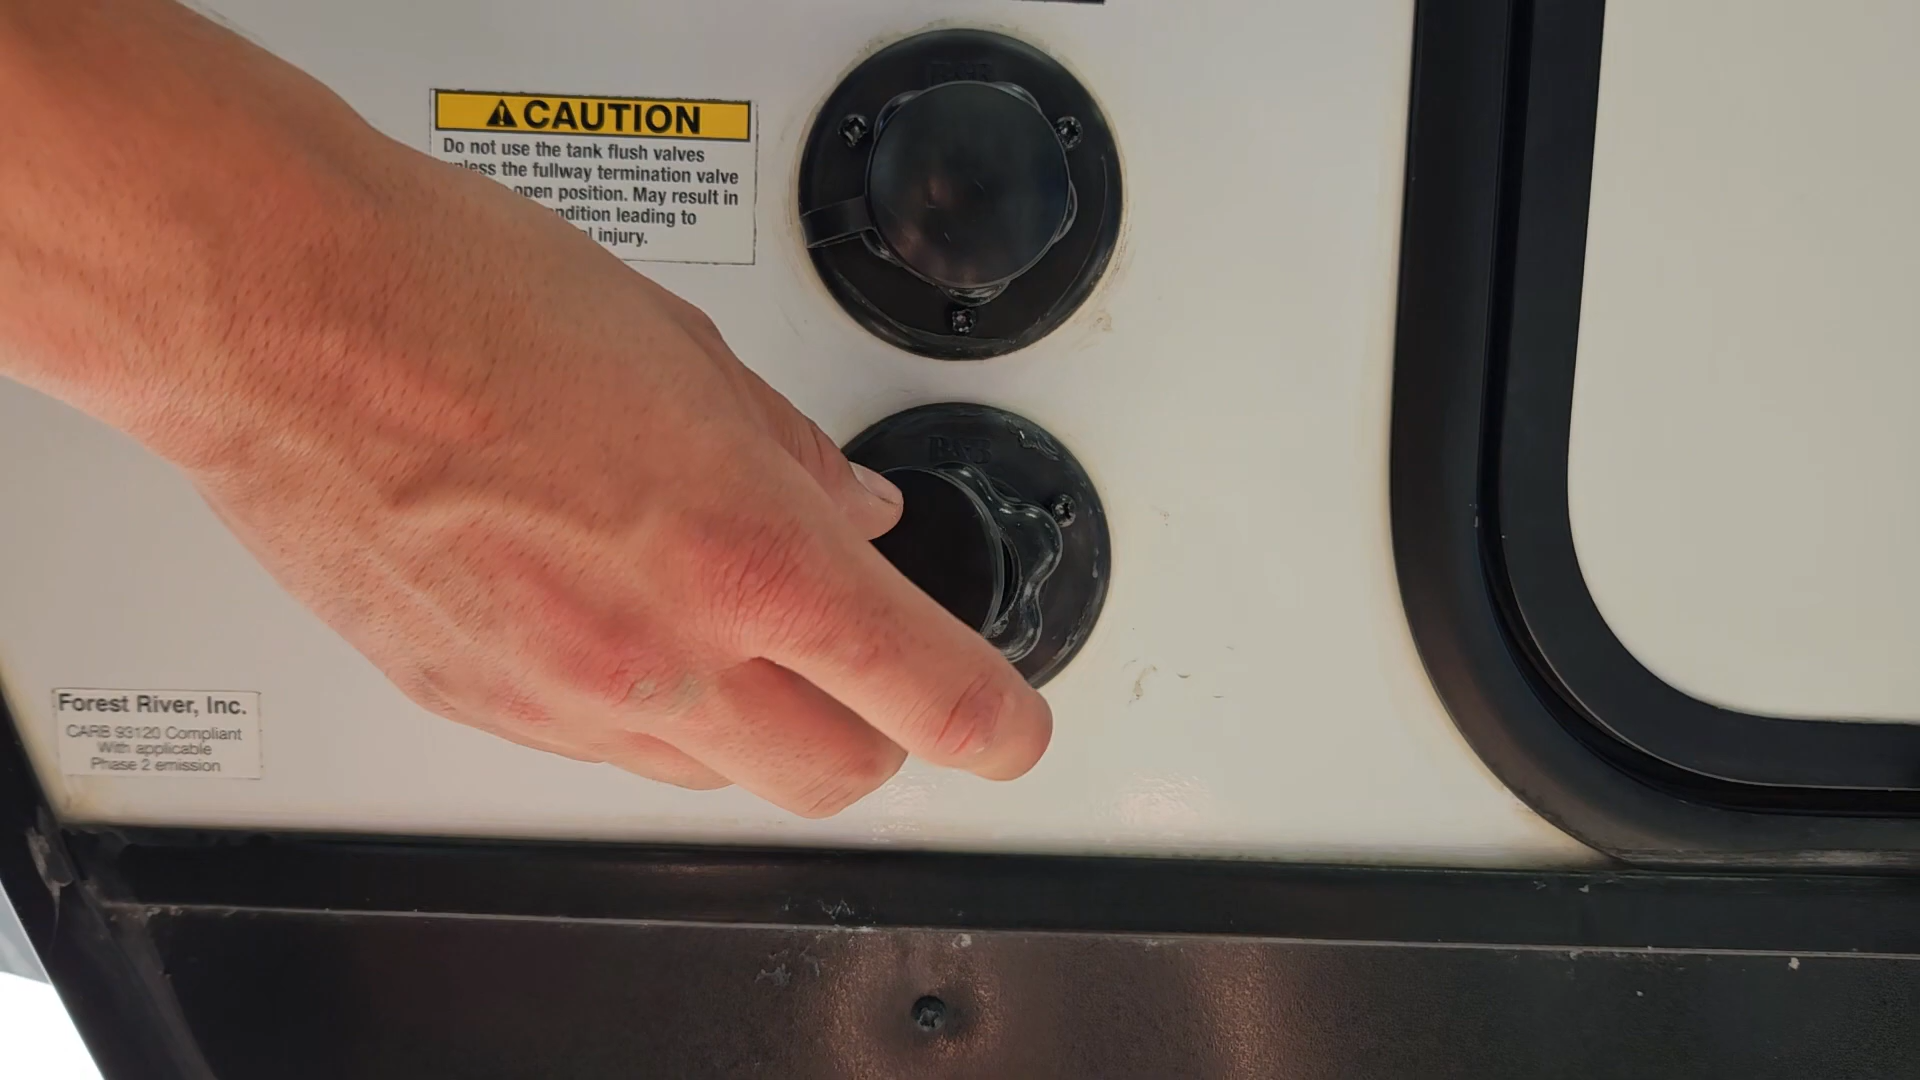 CAUTION
Do not use the tank flush valves
the fullway termination valve
open position. May result in
leading to
injury.
Forest River, Inc.
CARB 93120 Compliant
With applicable
Phase 2 emission